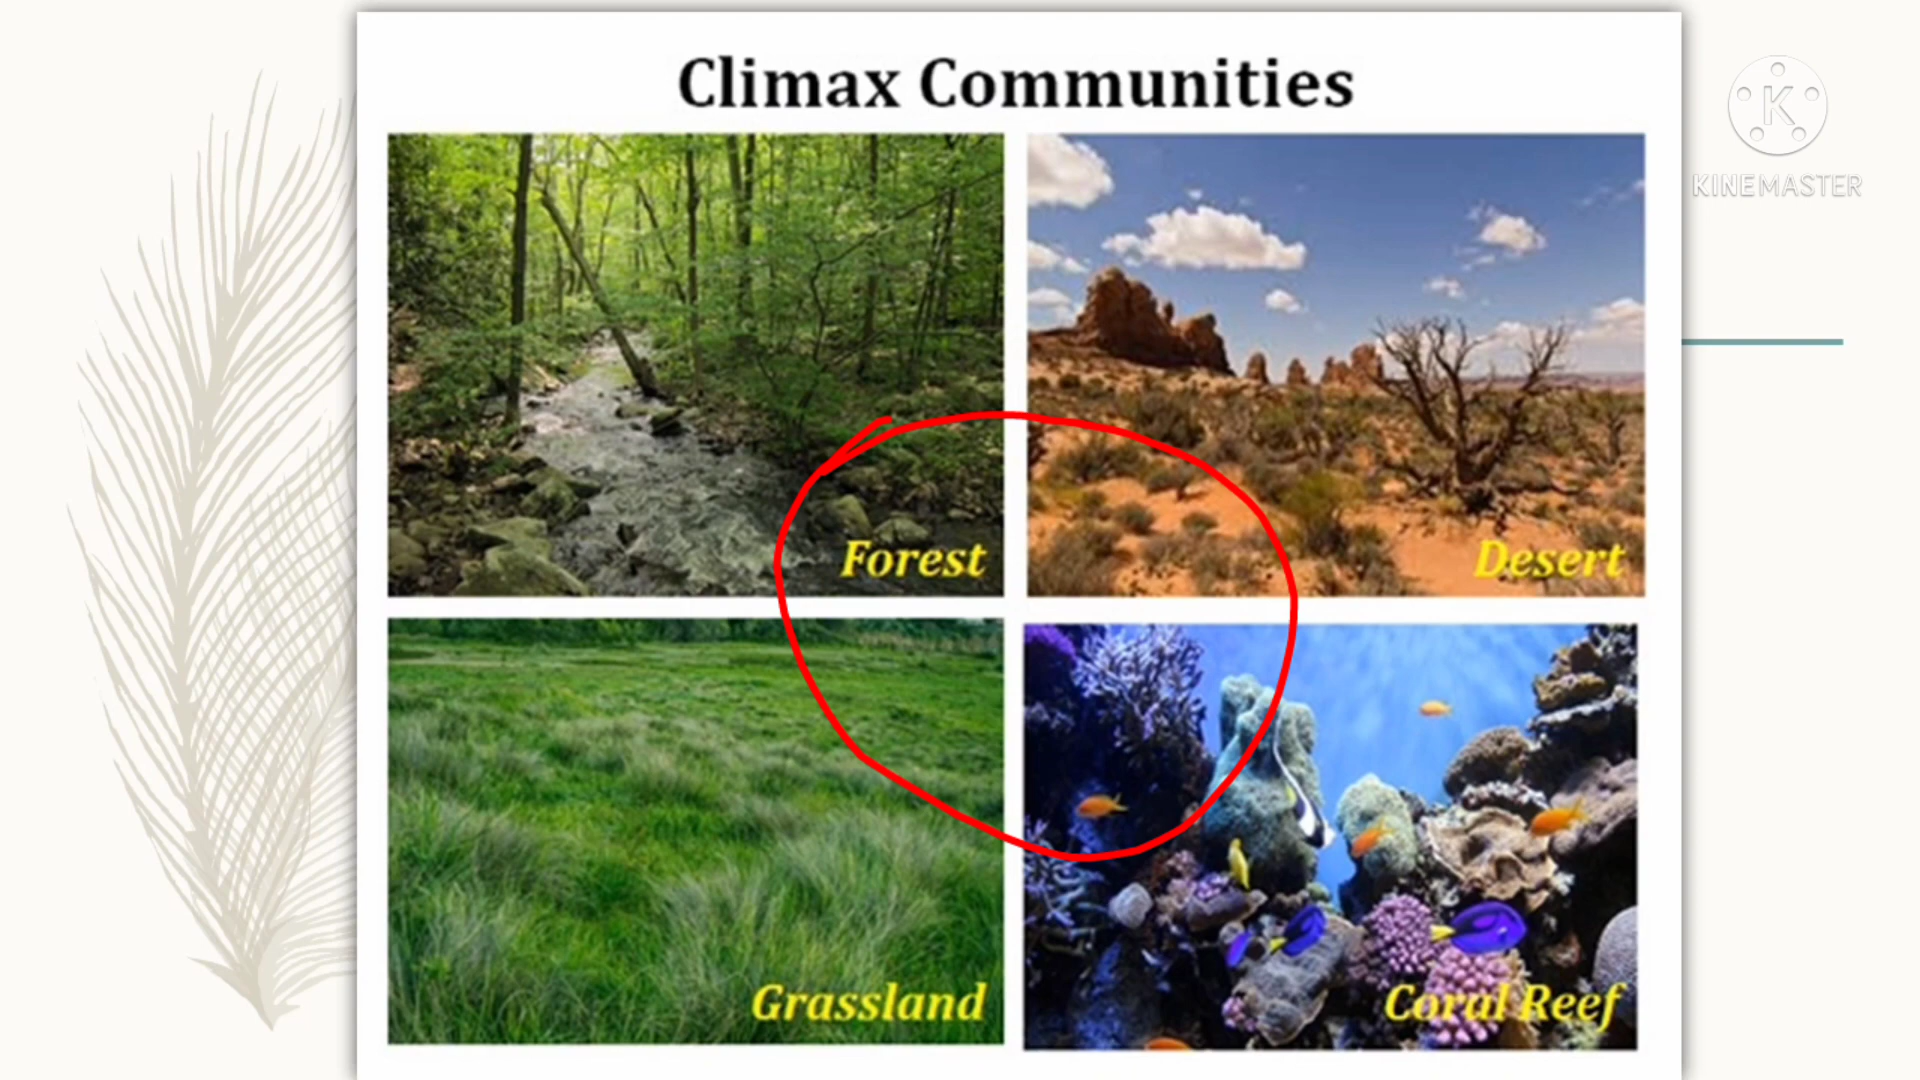 Climax Communities
KINEMASTER
Forest
Desert
Grassland
Coral Reef